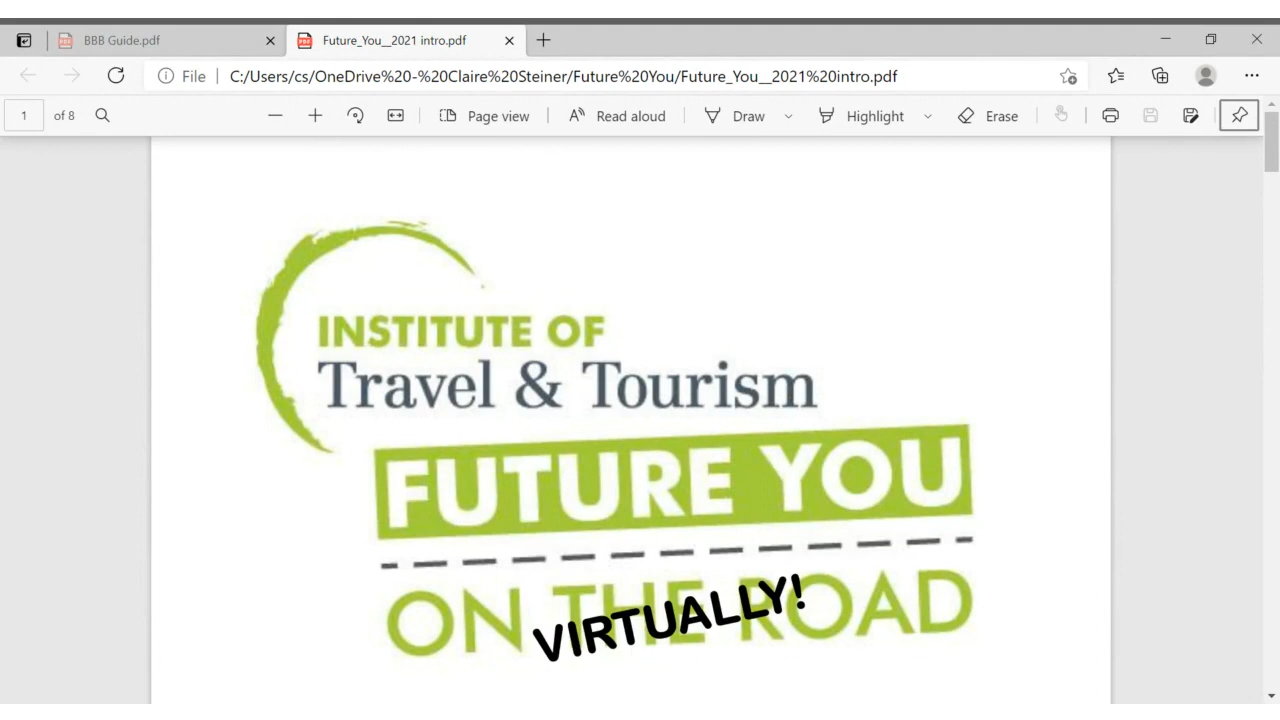 BBB Guide.pdf
Future_You__2021 intro.pdf
File
C:/Users/cs/OneDrive%20-%20Claire%20Steiner/Future%20You/Future_You__2021%20intro.pdf
1 of 8
Page view
Read aloud
Draw
Highlight
Erase
INSTITUTE OF
Travel & Tourism
FUTURE YOU
ON THE ROAD
VIRTUALLY!